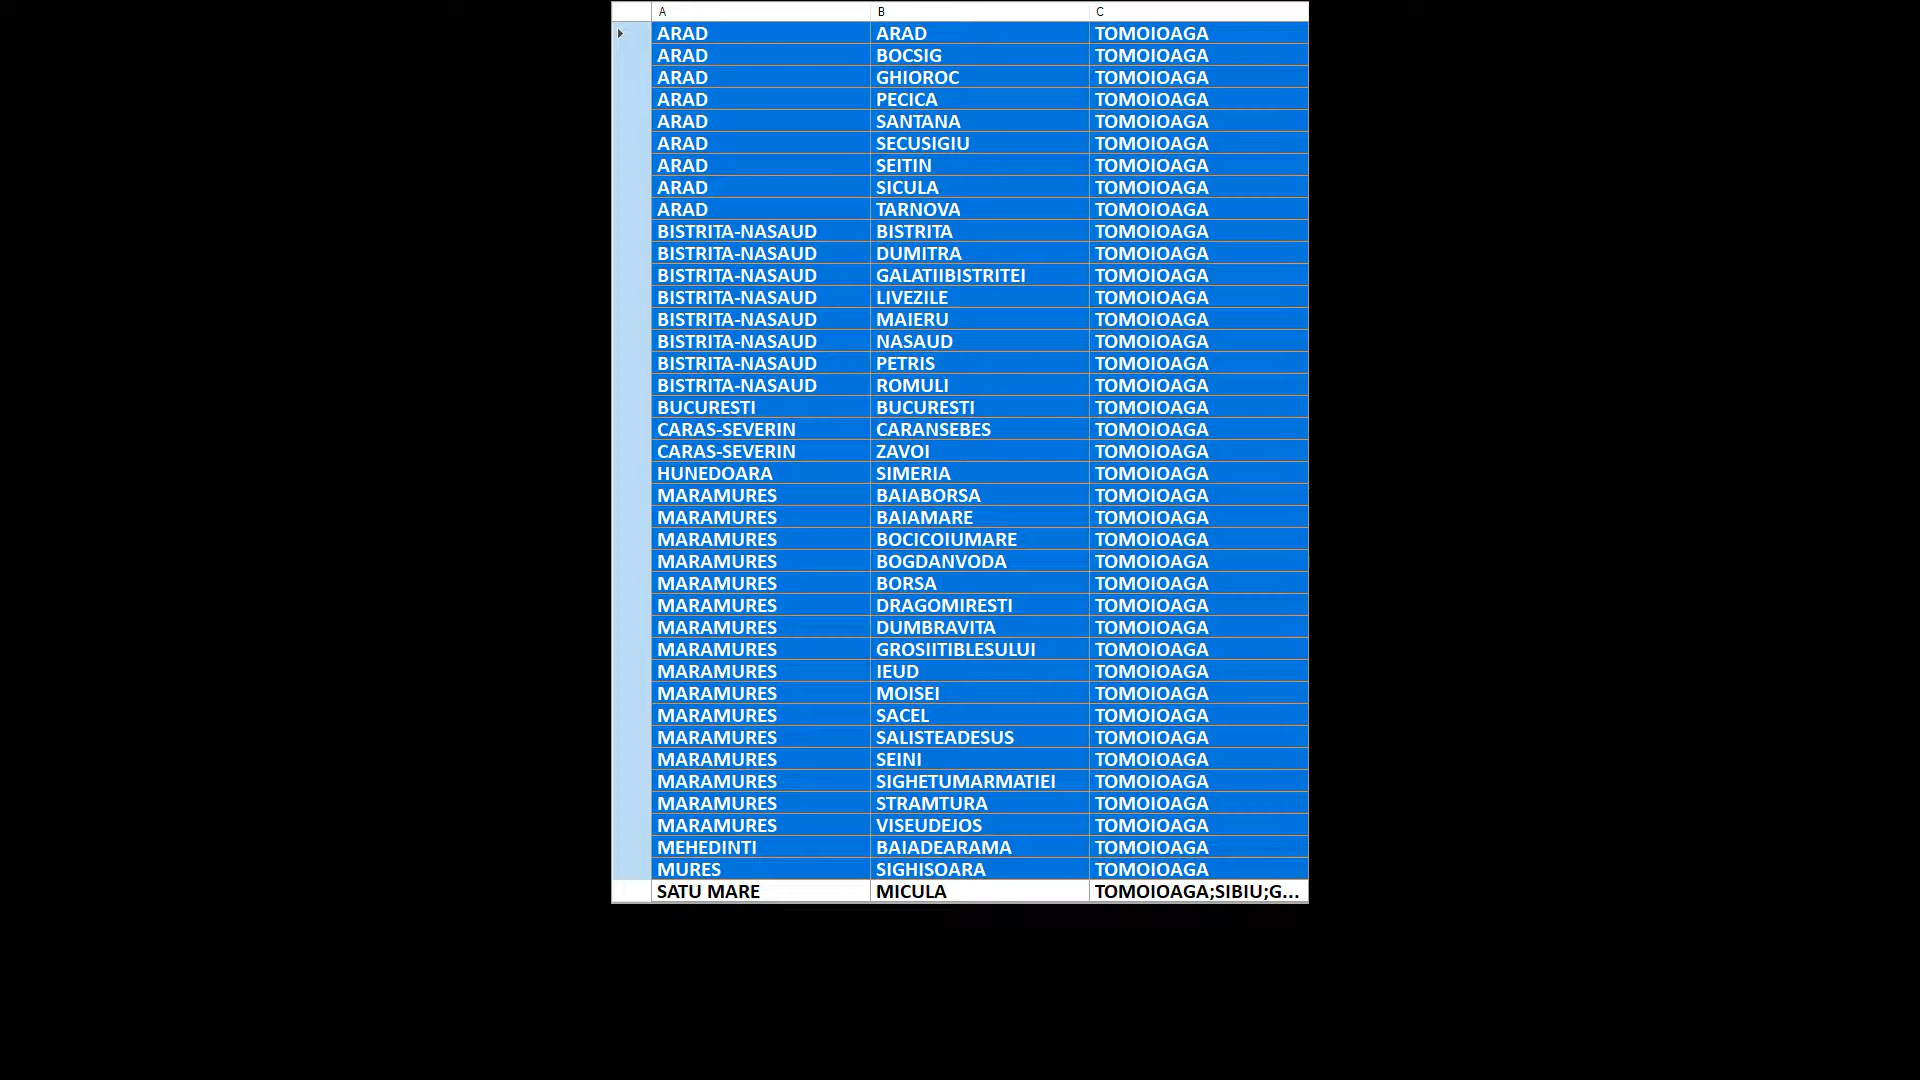 A B C
ARAD ARAD TOMOIOAGA
ARAD BOCSIG TOMOIOAGA
ARAD GHIOROC TOMOIOAGA
ARAD PECICA TOMOIOAGA
ARAD SANTANA TOMOIOAGA
ARAD SECUSIGIU TOMOIOAGA
ARAD SEITIN TOMOIOAGA
ARAD SICULA TOMOIOAGA
ARAD TARNOVA TOMOIOAGA
BISTRITA-NASAUD BISTRITA TOMOIOAGA
BISTRITA-NASAUD DUMITRA TOMOIOAGA
BISTRITA-NASAUD GALATIIBISTRITEI TOMOIOAGA
BISTRITA-NASAUD LIVEZILE TOMOIOAGA
BISTRITA-NASAUD MAIERU TOMOIOAGA
BISTRITA-NASAUD NASAUD TOMOIOAGA
BISTRITA-NASAUD PETRIS TOMOIOAGA
BISTRITA-NASAUD ROMULI TOMOIOAGA
BUCURESTI BUCURESTI TOMOIOAGA
CARAS-SEVERIN CARANSEBES TOMOIOAGA
CARAS-SEVERIN ZAVOI TOMOIOAGA
HUNEDOARA SIMERIA TOMOIOAGA
MARAMURES BAIABORSA TOMOIOAGA
MARAMURES BAIAMARE TOMOIOAGA
MARAMURES BOCICOIUMARE TOMOIOAGA
MARAMURES BOGDANVODA TOMOIOAGA
MARAMURES BORSA TOMOIOAGA
MARAMURES DRAGOMIRESTI TOMOIOAGA
MARAMURES DUMBRAVITA TOMOIOAGA
MARAMURES GROSIITIBLESULUI TOMOIOAGA
MARAMURES IEUD TOMOIOAGA
MARAMURES MOISEI TOMOIOAGA
MARAMURES SACEL TOMOIOAGA
MARAMURES SALISTEADESUS TOMOIOAGA
MARAMURES SEINI TOMOIOAGA
MARAMURES SIGHETUMARMATIEI TOMOIOAGA
MARAMURES STRAMTURA TOMOIOAGA
MARAMURES VISEUDEJOS TOMOIOAGA
MEHEDINTI BAIADEARAMA TOMOIOAGA
MURES SIGHISOARA TOMOIOAGA
SATU MARE MICULA TOMOIOAGA;SIBIU;G...